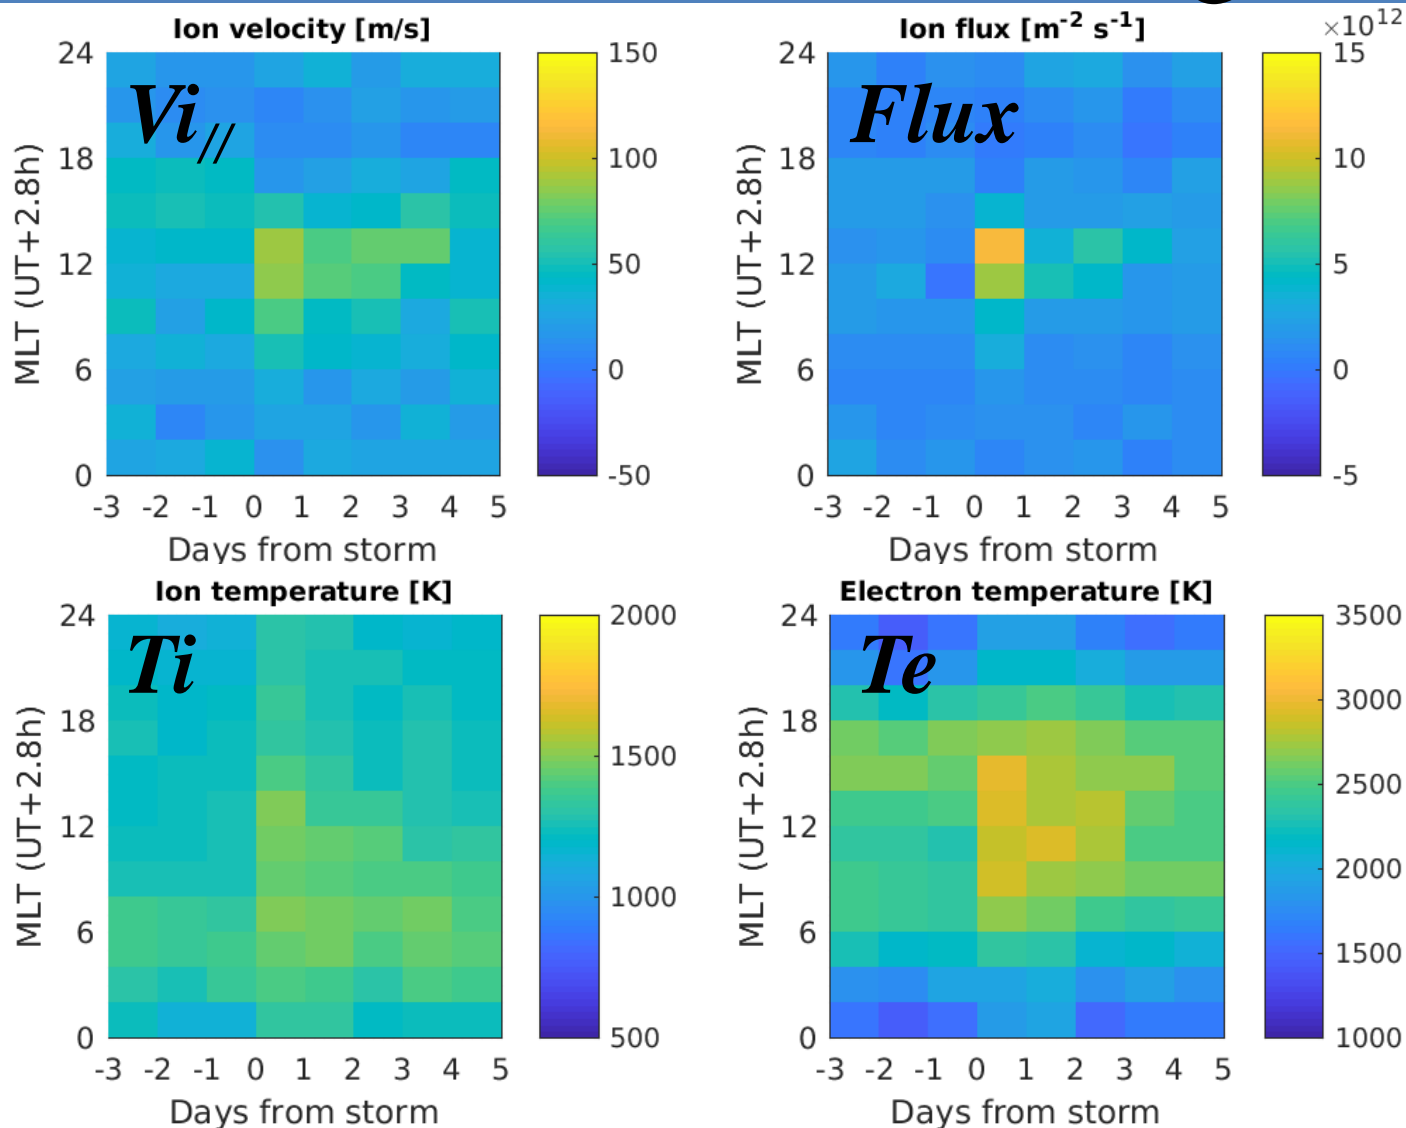 Ion velocity [m/s]
Vi//
24
18
12
6
0
MLT (UT+2.8h)
-3 -2 -1 0 1 2 3 4 5
Days from storm
150
100
50
0
-50
Ion flux [m-2 s-1]
×1012
Flux
24
18
12
6
0
MLT (UT+2.8h)
-3 -2 -1 0 1 2 3 4 5
Days from storm
15
10
5
0
-5
Ion temperature [K]
Ti
24
18
12
6
0
MLT (UT+2.8h)
-3 -2 -1 0 1 2 3 4 5
Days from storm
2000
1500
1000
500
Electron temperature [K]
Te
24
18
12
6
0
MLT (UT+2.8h)
-3 -2 -1 0 1 2 3 4 5
Days from storm
3500
3000
2500
2000
1500
1000